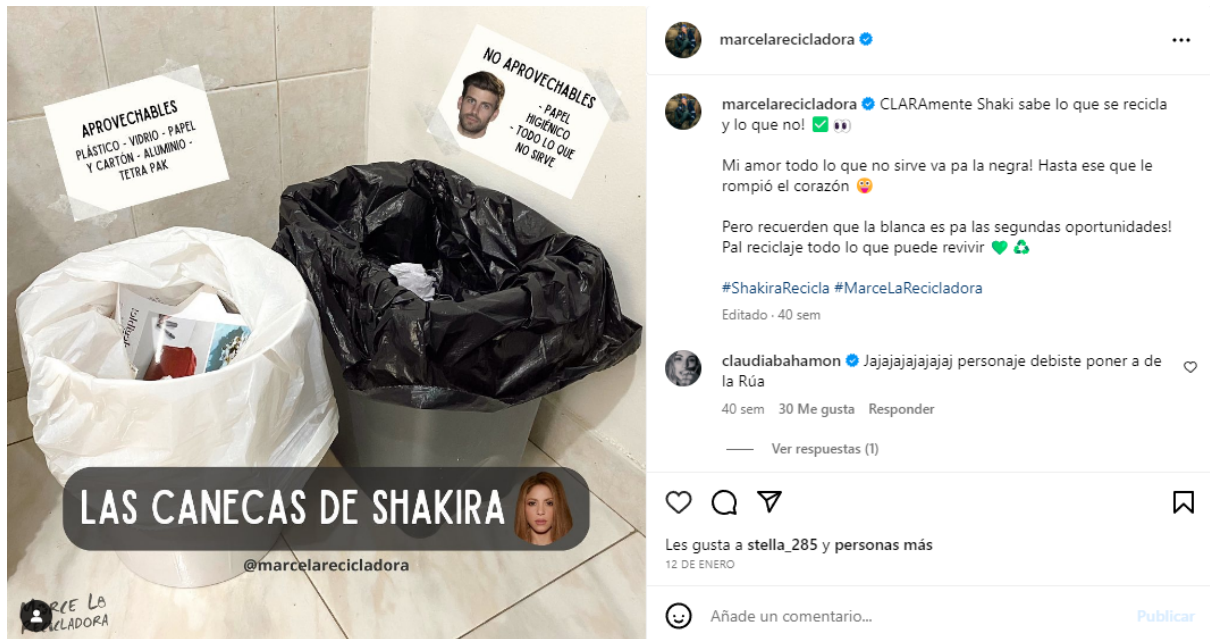 APROVECHABLES
PLÁSTICO - VIDRIO - PAPEL
Y CARTÓN - ALUMINIO -
TETRA PAK
NO APROVECHABLES
- PAPEL
HIGIÉNICO
- TODO LO QUE
NO SIRVE
LAS CANECAS DE SHAKIRA
@marcelarecicladora
MARCE LA
RECICLADORA
marcelarecicladora
marcelarecicladora CLARAmente Shaki sabe lo que se recicla
y lo que no! ✅ 👀
Mi amor todo lo que no sirve va pa la negra! Hasta ese que le
rompió el corazón 😜
Pero recuerden que la blanca es pa las segundas oportunidades!
Pal reciclaje todo lo que puede revivir 💚 ♻️
#ShakiraRecicla #MarceLaRecicladora
Editado · 40 sem
claudiabahamon Jajajajajajajaj personaje debiste poner a de
la Rúa
40 sem 30 Me gusta Responder
Ver respuestas (1)
Les gusta a stella_285 y personas más
12 DE ENERO
Añade un comentario...
Publicar